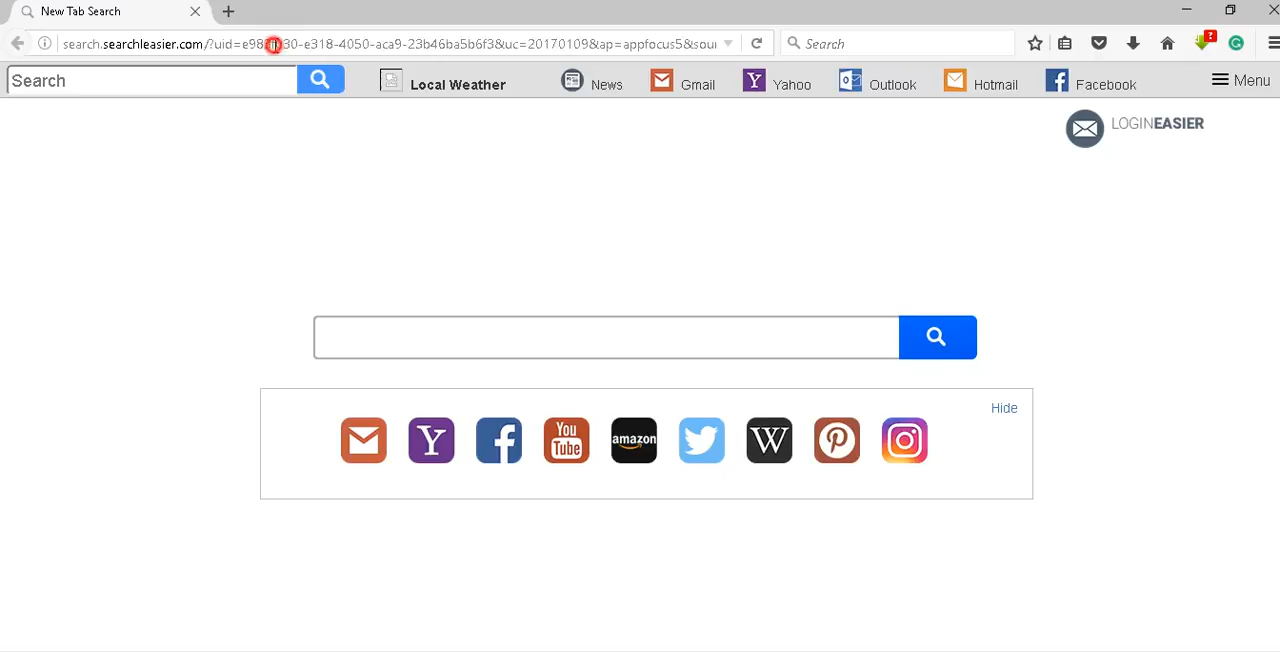 New Tab Search
search.searchleasier.com/?uid=e98 30-e318-4050-aca9-23b46ba5b6f3&uc=20170109&ap=appfocus5&sour
Search
?
Search
Local Weather
News
Gmail
Yahoo
Outlook
Hotmail
Facebook
Menu
LOGINEASIER
Hide
Y
You
Tube
amazon
W